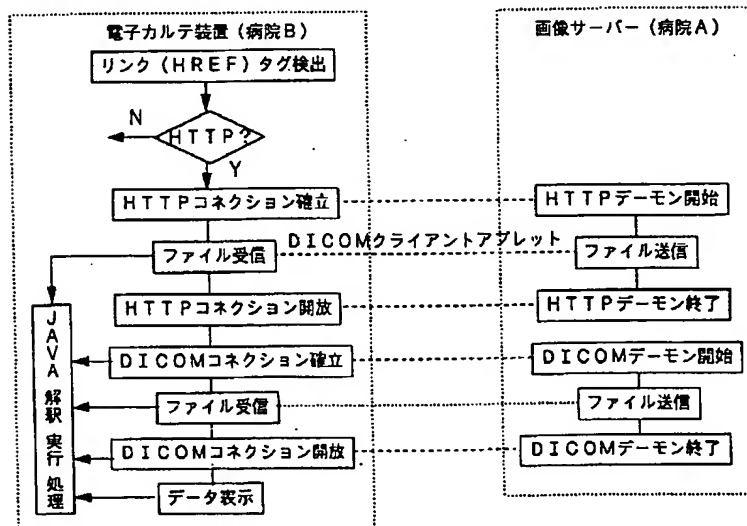 電子カルテ装置(病院B)
リンク(HREF)タグ検出
N
HTTP?
Y
HTTPコネクション確立
ファイル受信
HTTPコネクション開放
DICOMコネクション確立
ファイル受信
DICOMコネクション開放
データ表示
JAVA 解釈 実行 処理
DICOMクライアントアプレット
画像サーバー(病院A)
HTTPデーモン開始
ファイル送信
HTTPデーモン終了
DICOMデーモン開始
ファイル送信
DICOMデーモン終了